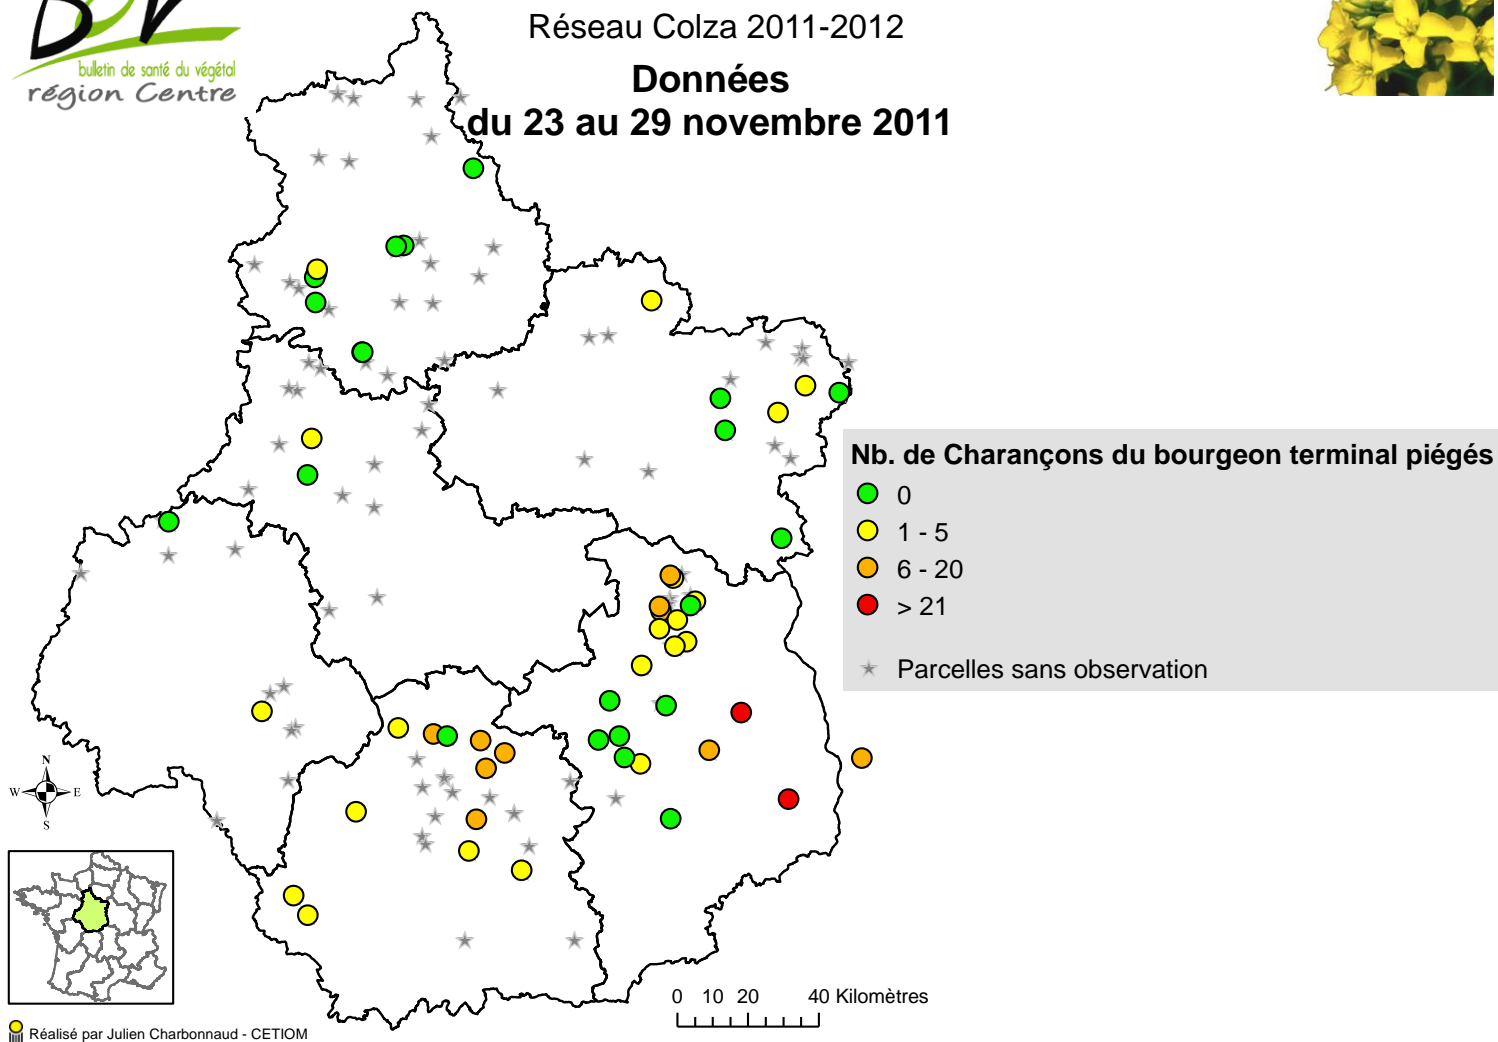 BSV
bulletin de santé du végétal
région Centre
Réseau Colza 2011-2012
Données
du 23 au 29 novembre 2011
Nb. de Charançons du bourgeon terminal piégés
0
1 - 5
6 - 20
> 21
Parcelles sans observation
N
W E
S
0 10 20 40 Kilomètres
Réalisé par Julien Charbonnaud - CETIOM